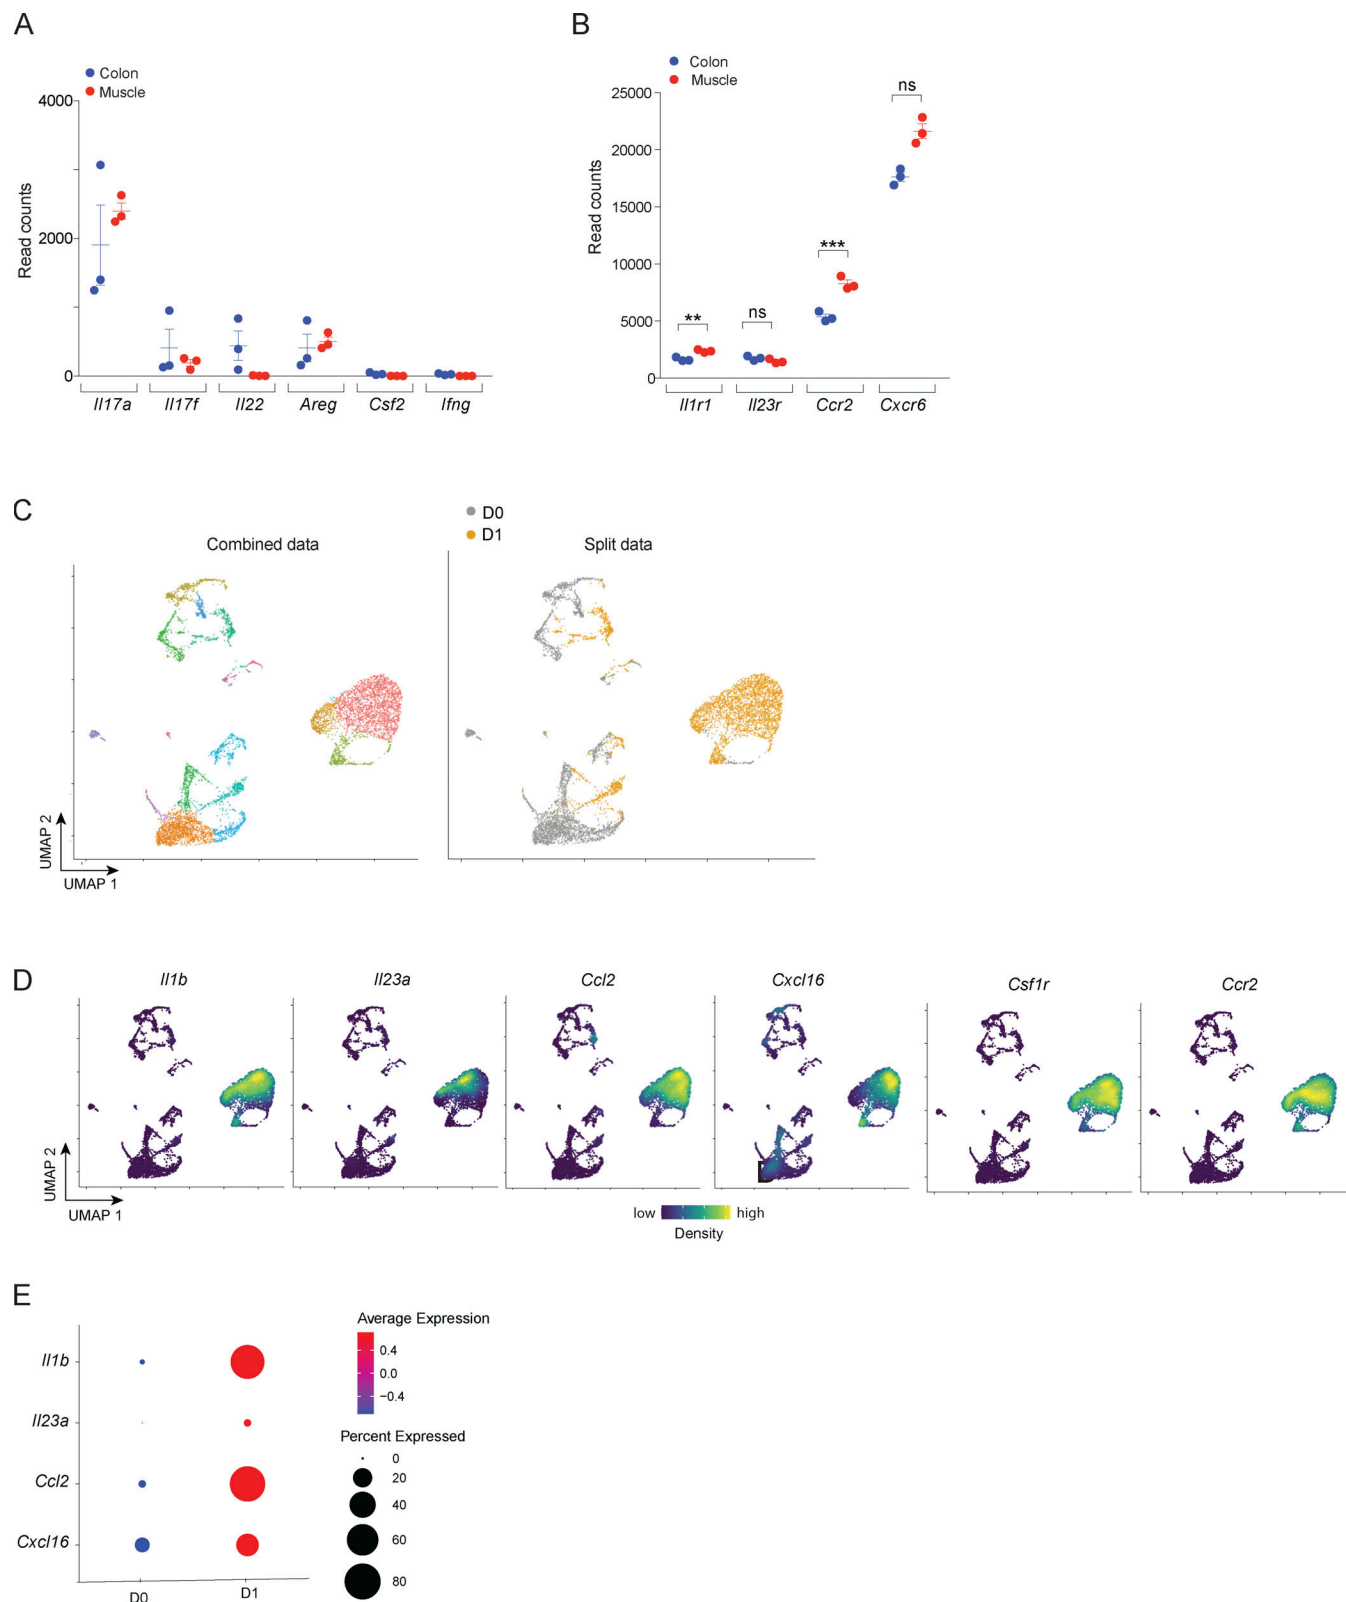 A
Colon
Muscle
Read counts
4000
2000
0
Il17a Il17f Il22 Areg Csf2 Ifng
B
Colon
Muscle
Read counts
25000
20000
15000
10000
5000
0
** ns *** ns
Il1r1 Il23r Ccr2 Cxcr6
C
D0
D1
Combined data Split data
UMAP 2
UMAP 1
D
Il1b Il23a Ccl2 Cxcl16 Csf1r Ccr2
UMAP 2
UMAP 1
low high
Density
E
Il1b
Il23a
Ccl2
Cxcl16
D0 D1
Average Expression
0.4
0.0
−0.4
Percent Expressed
0
20
40
60
80